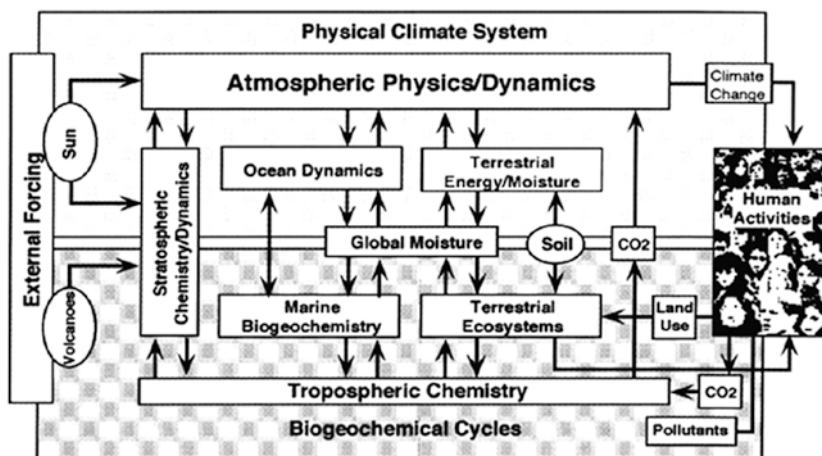 Physical Climate System
Atmospheric Physics/Dynamics
Climate
Change
External Forcing
Sun
Stratospheric
Chemistry/Dynamics
Ocean Dynamics
Terrestrial
Energy/Moisture
Human
Activities
Global Moisture
Soil
CO2
Volcanoes
Marine
Biogeochemistry
Terrestrial
Ecosystems
Land
Use
Tropospheric Chemistry
CO2
Biogeochemical Cycles
Pollutants